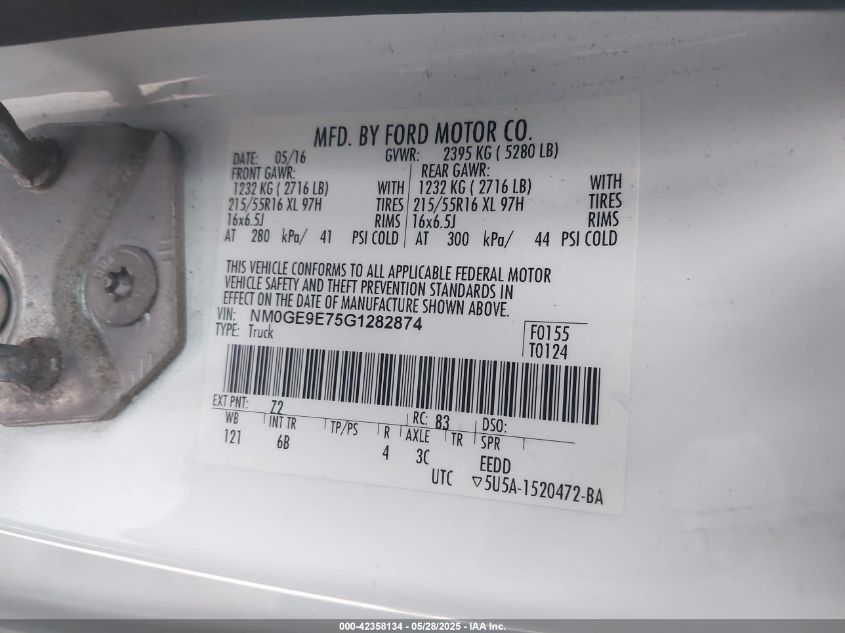 MFD. BY FORD MOTOR CO.
DATE: 05/16 GVWR: 2395 KG ( 5280 LB)
FRONT GAWR: REAR GAWR:
1232 KG ( 2716 LB) WITH 1232 KG ( 2716 LB) WITH
215/55R16 XL 97H TIRES 215/55R16 XL 97H TIRES
16x6.5J RIMS 16x6.5J RIMS
AT 280 kPa/ 41 PSI COLD AT 300 kPa/ 44 PSI COLD
THIS VEHICLE CONFORMS TO ALL APPLICABLE FEDERAL MOTOR
VEHICLE SAFETY AND THEFT PREVENTION STANDARDS IN
EFFECT ON THE DATE OF MANUFACTURE SHOWN ABOVE.
VIN: NM0GE9E75G1282874
TYPE: Truck
F0155
T0124
EXT PNT: Z2 RC: 83 DSO:
WB INT TR TP/PS R AXLE TR SPR
121 6B 4 3C EEDD
UTC ▽5U5A-1520472-BA
000-42358134 - 05/28/2025 - IAA Inc.